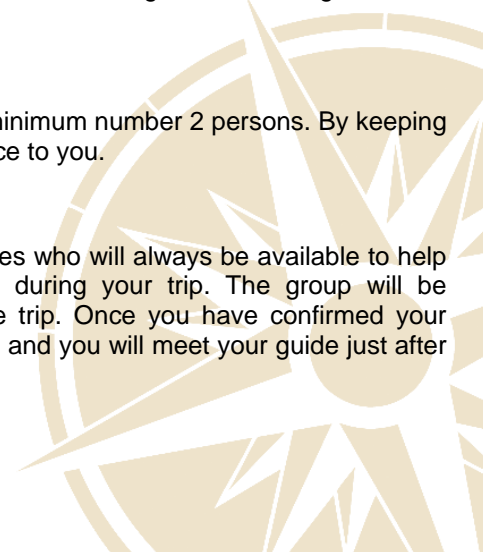 minimum number 2 persons. By keeping
ce to you.
es who will always be available to help
during your trip. The group will be
e trip. Once you have confirmed your
and you will meet your guide just after